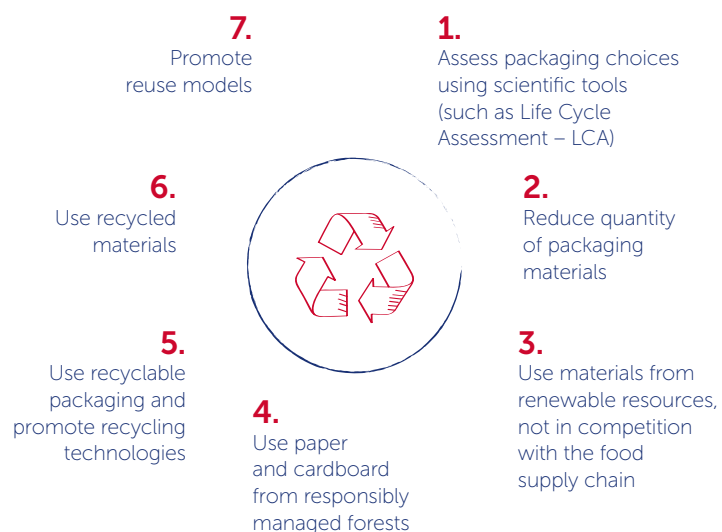 1.
Assess packaging choices
using scientific tools
(such as Life Cycle
Assessment – LCA)
2.
Reduce quantity
of packaging
materials
3.
Use materials from
renewable resources,
not in competition
with the food
supply chain
4.
Use paper
and cardboard
from responsibly
managed forests
5.
Use recyclable
packaging and
promote recycling
technologies
6.
Use recycled
materials
7.
Promote
reuse models